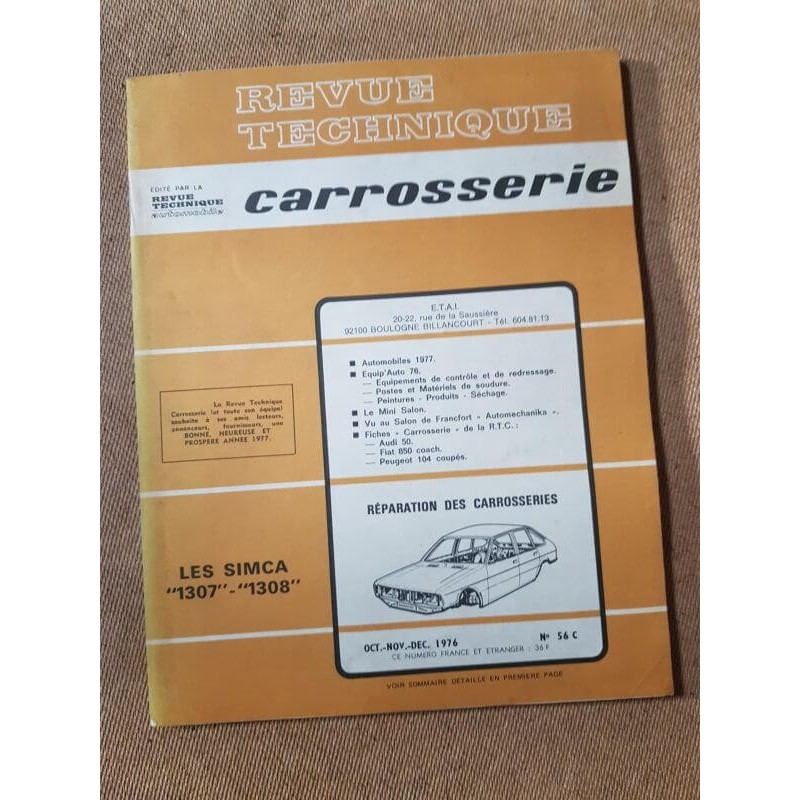 REVUE
TECHNIQUE
EDITÉ PAR LA
REVUE
TECHNIQUE
automobile
carrosserie
E.T.A.I.
20-22, rue de la Saussière
92100 BOULOGNE BILLANCOURT - Tél. 604.81.13
■ Automobiles 1977.
■ Equip'Auto 76.
— Equipements de contrôle et de redressage.
— Postes et Matériels de soudure.
— Peintures - Produits - Séchage.
■ Le Mini Salon.
■ Vu au Salon de Francfort « Automechanika ».
■ Fiches « Carrosserie » de la R.T.C. :
— Audi 50.
— Fiat 850 coach.
— Peugeot 104 coupés.
La Revue Technique
Carrosserie (et toute son équipe)
souhaite à ses amis lecteurs,
annonceurs, fournisseurs, une
BONNE, HEUREUSE ET
PROSPÈRE ANNÉE 1977.
RÉPARATION DES CARROSSERIES
LES SIMCA
"1307" - "1308"
OCT.-NOV.-DEC. 1976 N° 56 C
CE NUMERO FRANCE ET ETRANGER : 36 F
VOIR SOMMAIRE DÉTAILLÉ EN PREMIÈRE PAGE